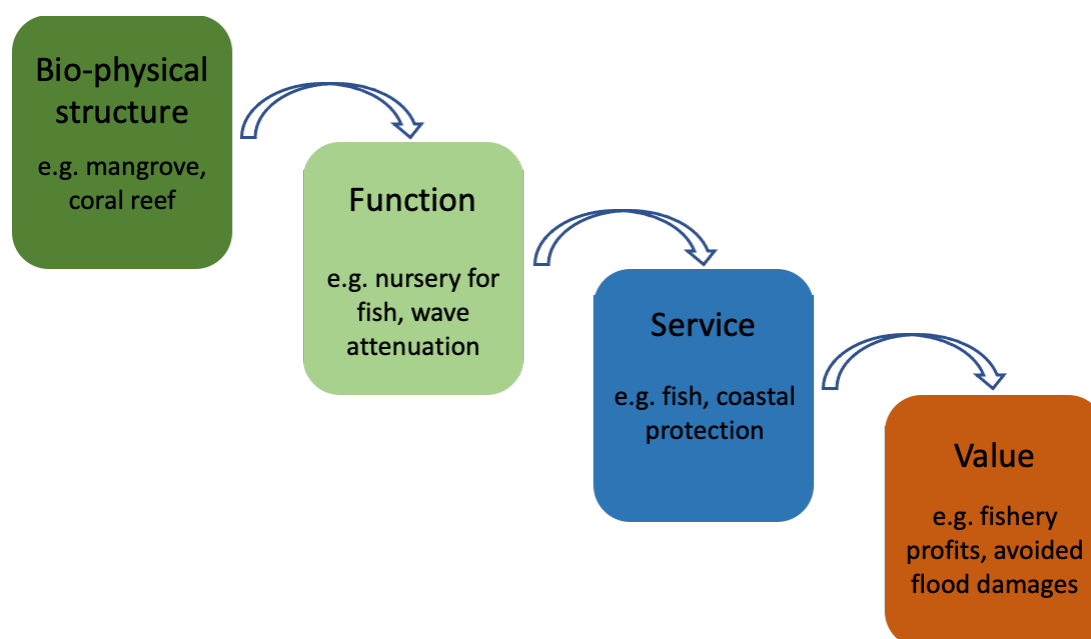 Bio-physical
structure
e.g. mangrove,
coral reef
Function
e.g. nursery for
fish, wave
attenuation
Service
e.g. fish, coastal
protection
Value
e.g. fishery
profits, avoided
flood damages